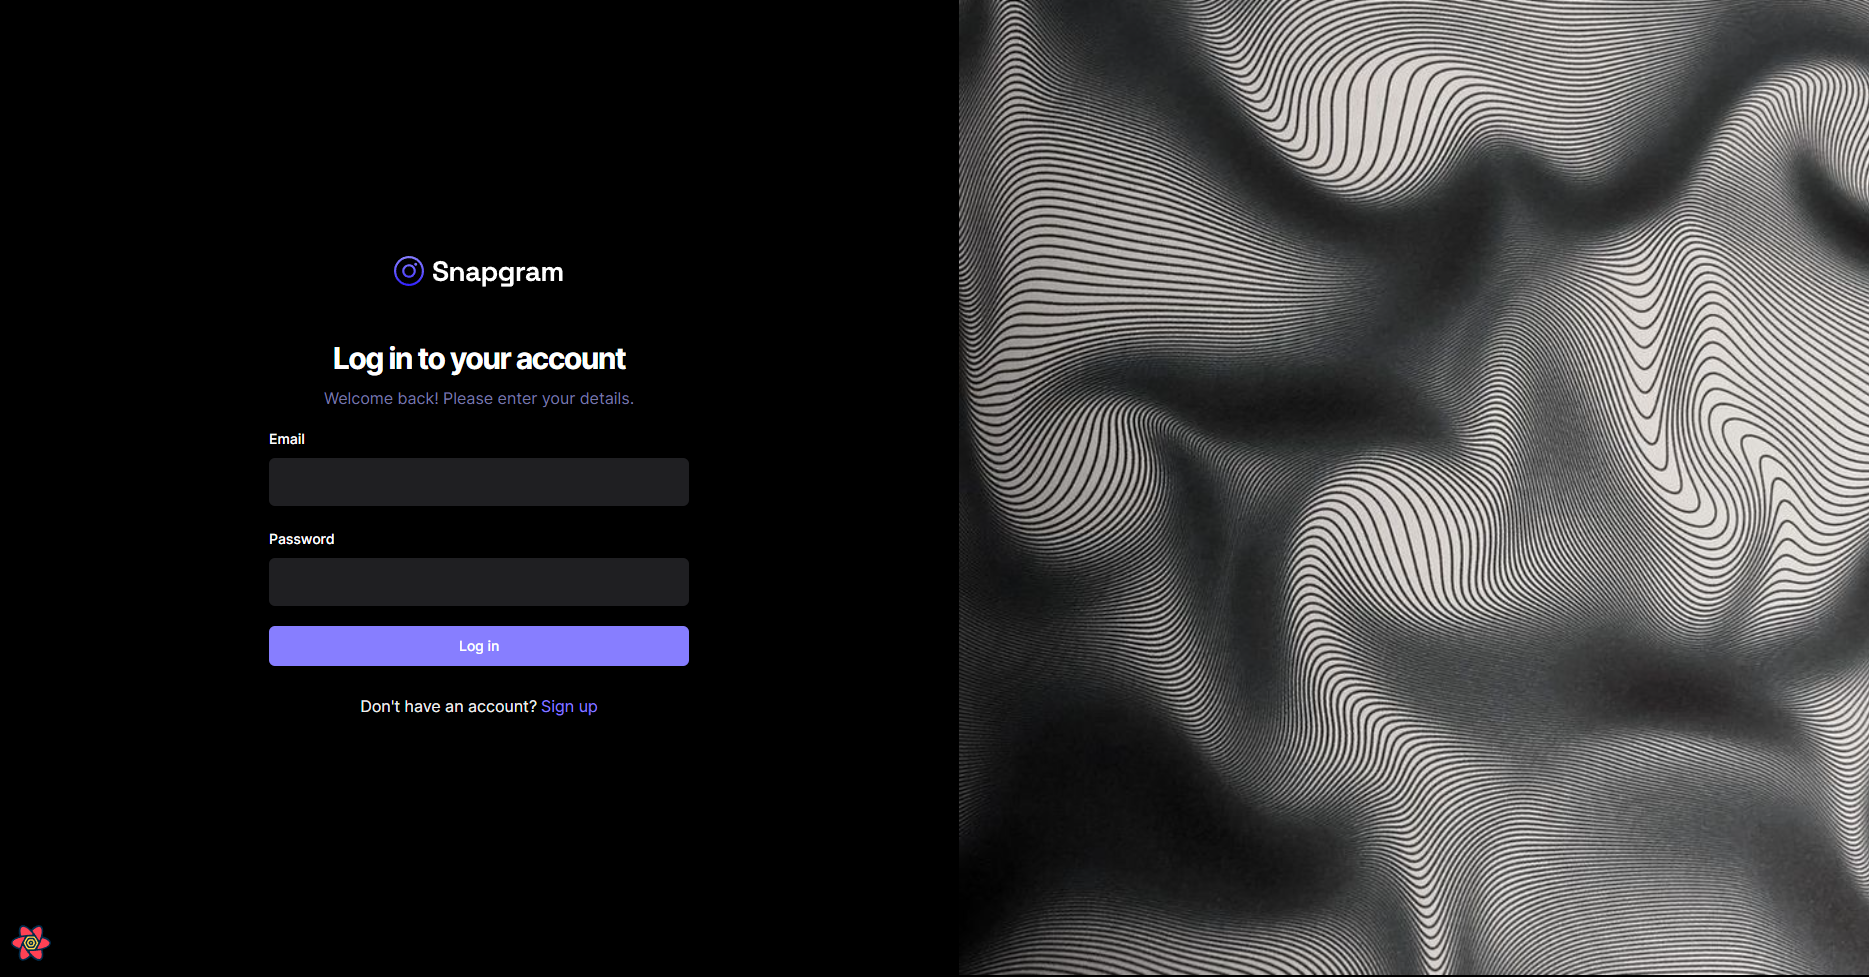 Snapgram
Log in to your account
Welcome back! Please enter your details.
Email
Password
Log in
Don't have an account? Sign up